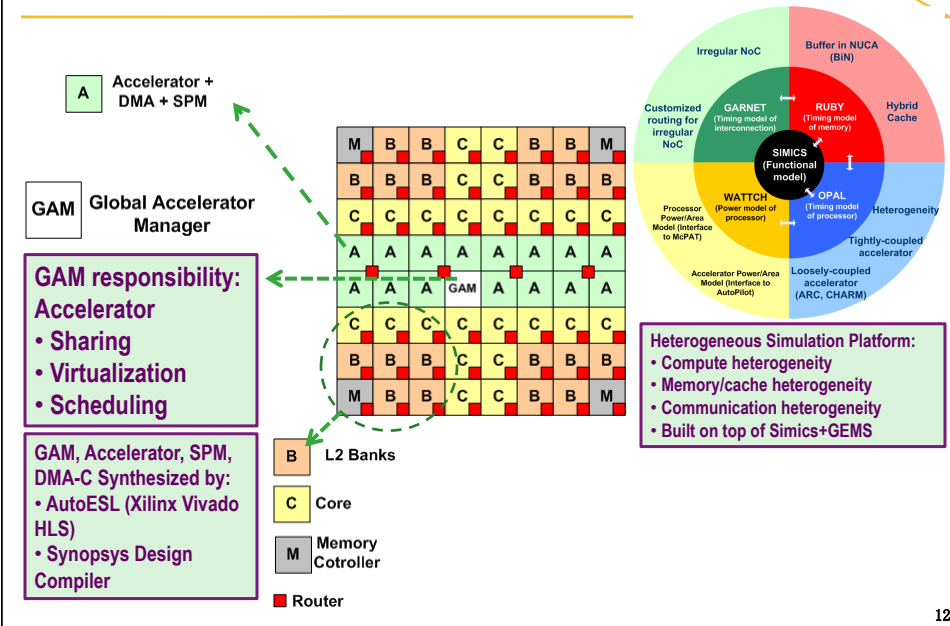 A
Accelerator +
DMA + SPM
GAM
Global Accelerator
Manager
GAM responsibility:
Accelerator
• Sharing
• Virtualization
• Scheduling
GAM, Accelerator, SPM,
DMA-C Synthesized by:
• AutoESL (Xilinx Vivado
HLS)
• Synopsys Design
Compiler
M B B C C B B M
B B B C C B B B
C C C C C C C C
A A A A A A A A
A A A GAM A A A A
C C C C C C C C
B B B C C B B B
M B B C C B B M
B
L2 Banks
C
Core
M
Memory
Cotroller
Router
Irregular NoC
Buffer in NUCA
(BiN)
Customized
routing for
irregular
NoC
GARNET
(Timing model of
interconnection)
RUBY
(Timing model
of memory)
Hybrid
Cache
SIMICS
(Functional
model)
WATTCH
(Power model of
processor)
OPAL
(Timing model
of processor)
Processor
Power/Area
Model (Interface
to McPAT)
Heterogeneity
Tightly-coupled
accelerator
Accelerator Power/Area
Model (Interface to
AutoPilot)
Loosely-coupled
accelerator
(ARC, CHARM)
Heterogeneous Simulation Platform:
• Compute heterogeneity
• Memory/cache heterogeneity
• Communication heterogeneity
• Built on top of Simics+GEMS
12